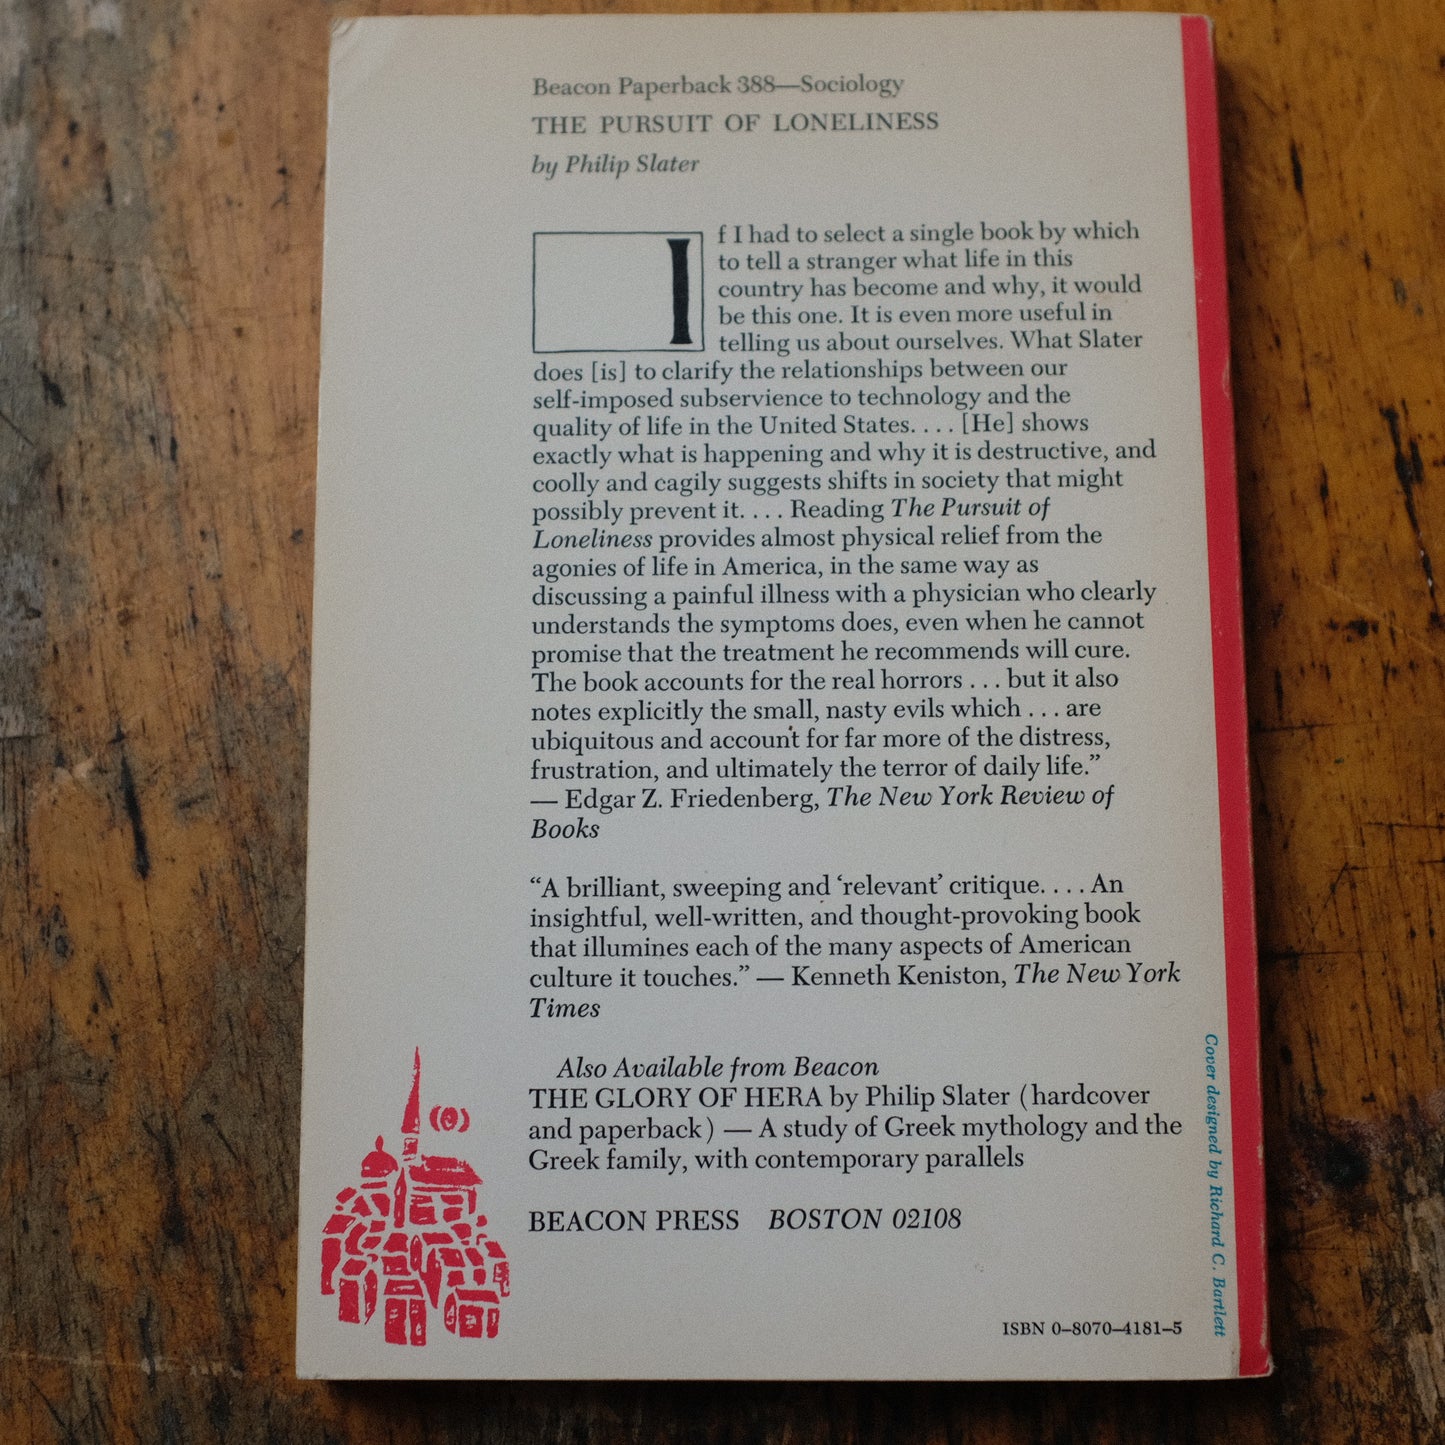 Beacon Paperback 388—Sociology
THE PURSUIT OF LONELINESS
by Philip Slater
If I had to select a single book by which
to tell a stranger what life in this
country has become and why, it would
be this one. It is even more useful in
telling us about ourselves. What Slater
does [is] to clarify the relationships between our
self-imposed subservience to technology and the
quality of life in the United States. . . . [He] shows
exactly what is happening and why it is destructive, and
coolly and cagily suggests shifts in society that might
possibly prevent it. . . . Reading The Pursuit of
Loneliness provides almost physical relief from the
agonies of life in America, in the same way as
discussing a painful illness with a physician who clearly
understands the symptoms does, even when he cannot
promise that the treatment he recommends will cure.
The book accounts for the real horrors . . . but it also
notes explicitly the small, nasty evils which . . . are
ubiquitous and account for far more of the distress,
frustration, and ultimately the terror of daily life.”
— Edgar Z. Friedenberg, The New York Review of
Books
“A brilliant, sweeping and ‘relevant’ critique. . . . An
insightful, well-written, and thought-provoking book
that illumines each of the many aspects of American
culture it touches.” — Kenneth Keniston, The New York
Times
Also Available from Beacon
THE GLORY OF HERA by Philip Slater (hardcover
and paperback) — A study of Greek mythology and the
Greek family, with contemporary parallels
BEACON PRESS BOSTON 02108
ISBN 0–8070–4181–5
Cover designed by Richard C. Bartlett